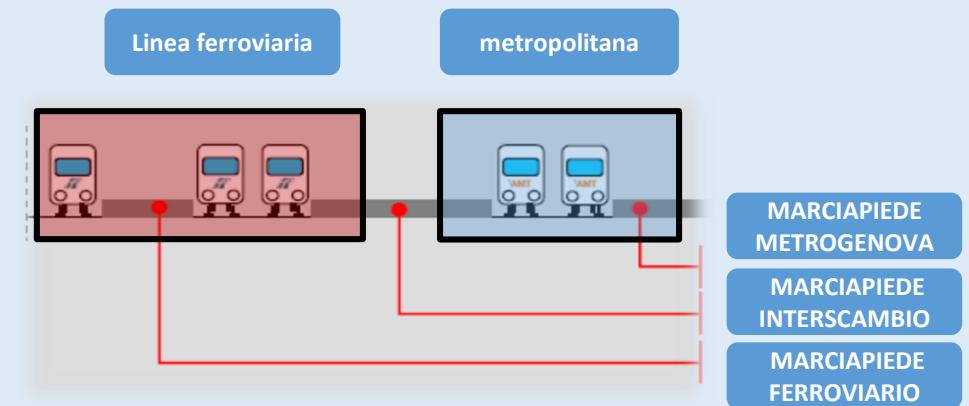 Linea ferroviaria
metropolitana
AMT
AMT
MARCIAPIEDE
METROGENOVA
MARCIAPIEDE
INTERSCAMBIO
MARCIAPIEDE
FERROVIARIO